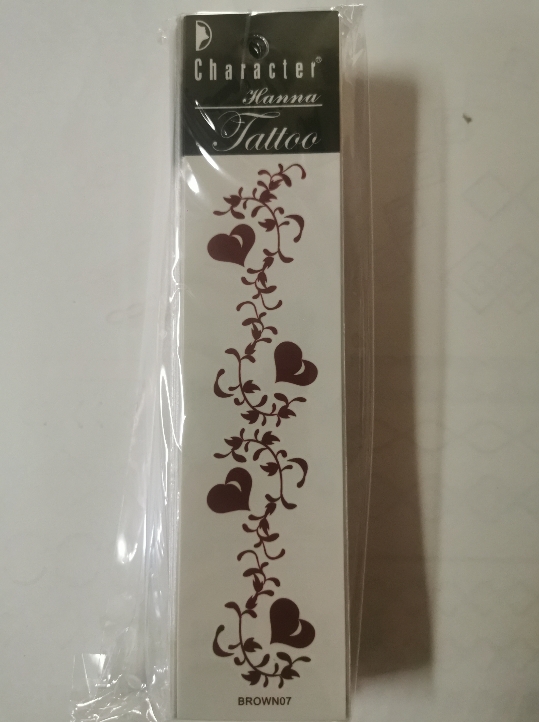 Character®
Hanna
Tattoo
BROWN07